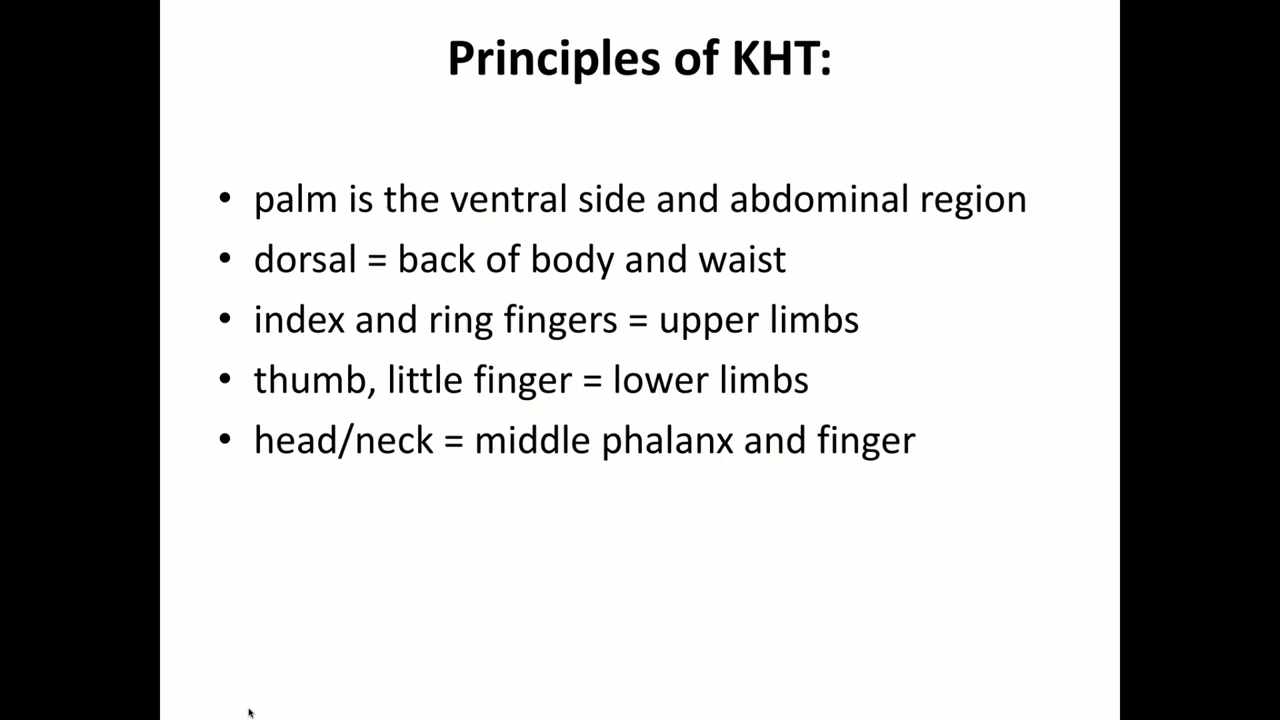 Principles of KHT:
• palm is the ventral side and abdominal region
• dorsal = back of body and waist
• index and ring fingers = upper limbs
• thumb, little finger = lower limbs
• head/neck = middle phalanx and finger